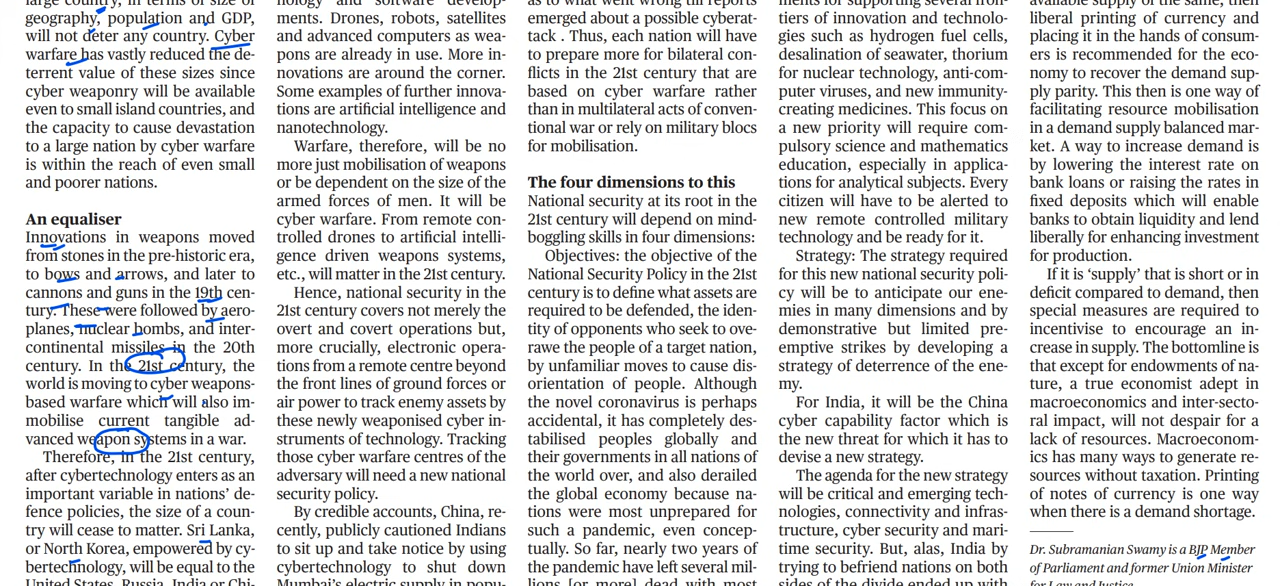 large country, in terms of size or
geography, population and GDP,
will not deter any country. Cyber
warfare has vastly reduced the de-
terrent value of these sizes since
cyber weaponry will be available
even to small island countries, and
the capacity to cause devastation
to a large nation by cyber warfare
is within the reach of even small
and poorer nations.
An equaliser
Innovations in weapons moved
from stones in the pre-historic era,
to bows and arrows, and later to
cannons and guns in the 19th cen-
tury. These were followed by aero-
planes, nuclear bombs, and inter-
continental missiles in the 20th
century. In the 21st century, the
world is moving to cyber weapons-
based warfare which will also im-
mobilise current tangible ad-
vanced weapon systems in a war.
Therefore, in the 21st century,
after cybertechnology enters as an
important variable in nations' de-
fence policies, the size of a coun-
try will cease to matter. Sri Lanka,
or North Korea, empowered by cy-
bertechnology, will be equal to the
United States, Russia, India or Chi-
nology and software develop-
ments. Drones, robots, satellites
and advanced computers as wea-
pons are already in use. More in-
novations are around the corner.
Some examples of further innova-
tions are artificial intelligence and
nanotechnology.
Warfare, therefore, will be no
more just mobilisation of weapons
or be dependent on the size of the
armed forces of men. It will be
cyber warfare. From remote con-
trolled drones to artificial intelli-
gence driven weapons systems,
etc., will matter in the 21st century.
Hence, national security in the
21st century covers not merely the
overt and covert operations but,
more crucially, electronic opera-
tions from a remote centre beyond
the front lines of ground forces or
air power to track enemy assets by
these newly weaponised cyber in-
struments of technology. Tracking
those cyber warfare centres of the
adversary will need a new national
security policy.
By credible accounts, China, re-
cently, publicly cautioned Indians
to sit up and take notice by using
cybertechnology to shut down
Mumbai's electric supply in popu-
as to what went wrong till reports
emerged about a possible cyberat-
tack . Thus, each nation will have
to prepare more for bilateral con-
flicts in the 21st century that are
based on cyber warfare rather
than in multilateral acts of conven-
tional war or rely on military blocs
for mobilisation.
The four dimensions to this
National security at its root in the
21st century will depend on mind-
boggling skills in four dimensions:
Objectives: the objective of the
National Security Policy in the 21st
century is to define what assets are
required to be defended, the iden-
tity of opponents who seek to ove-
rawe the people of a target nation,
by unfamiliar moves to cause dis-
orientation of people. Although
the novel coronavirus is perhaps
accidental, it has completely des-
tabilised peoples globally and
their governments in all nations of
the world over, and also derailed
the global economy because na-
tions were most unprepared for
such a pandemic, even concep-
tually. So far, nearly two years of
the pandemic have left several mil-
lions [or more] dead with most
ments for supporting several fron-
tiers of innovation and technolo-
gies such as hydrogen fuel cells,
desalination of seawater, thorium
for nuclear technology, anti-com-
puter viruses, and new immunity-
creating medicines. This focus on
a new priority will require com-
pulsory science and mathematics
education, especially in applica-
tions for analytical subjects. Every
citizen will have to be alerted to
new remote controlled military
technology and be ready for it.
Strategy: The strategy required
for this new national security poli-
cy will be to anticipate our ene-
mies in many dimensions and by
demonstrative but limited pre-
emptive strikes by developing a
strategy of deterrence of the ene-
my.
For India, it will be the China
cyber capability factor which is
the new threat for which it has to
devise a new strategy.
The agenda for the new strategy
will be critical and emerging tech-
nologies, connectivity and infras-
tructure, cyber security and mari-
time security. But, alas, India by
trying to befriend nations on both
sides of the divide ended up with
available supply of the same, then
liberal printing of currency and
placing it in the hands of consum-
ers is recommended for the eco-
nomy to recover the demand sup-
ply parity. This then is one way of
facilitating resource mobilisation
in a demand supply balanced mar-
ket. A way to increase demand is
by lowering the interest rate on
bank loans or raising the rates in
fixed deposits which will enable
banks to obtain liquidity and lend
liberally for enhancing investment
for production.
If it is 'supply' that is short or in
deficit compared to demand, then
special measures are required to
incentivise to encourage an in-
crease in supply. The bottomline is
that except for endowments of na-
ture, a true economist adept in
macroeconomics and inter-secto-
ral impact, will not despair for a
lack of resources. Macroeconom-
ics has many ways to generate re-
sources without taxation. Printing
of notes of currency is one way
when there is a demand shortage.
Dr. Subramanian Swamy is a BJP Member
of Parliament and former Union Minister
for Law and Justice